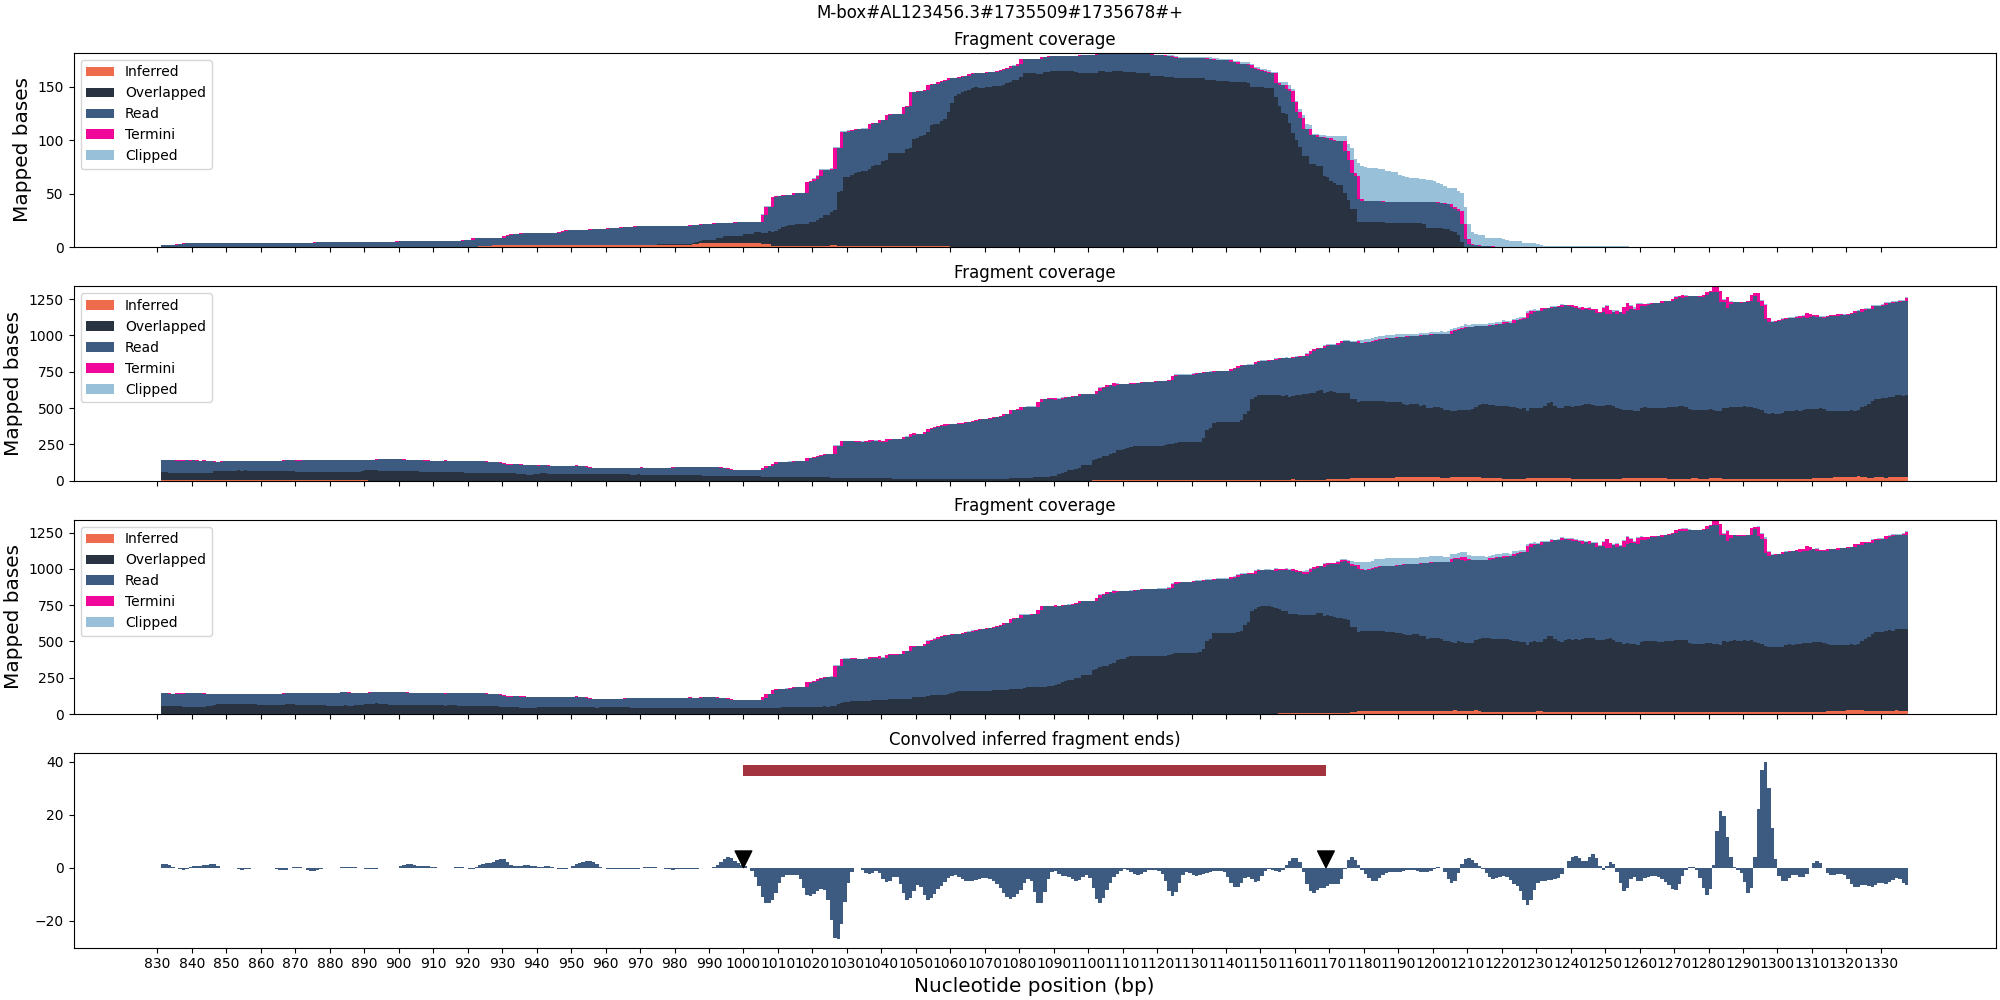 M-box#AL123456.3#1735509#1735678#+
Fragment coverage
Mapped bases
150
100
50
0
Inferred
Overlapped
Read
Termini
Clipped
Fragment coverage
Mapped bases
1250
1000
750
500
250
0
Inferred
Overlapped
Read
Termini
Clipped
Fragment coverage
Mapped bases
1250
1000
750
500
250
0
Inferred
Overlapped
Read
Termini
Clipped
Convolved inferred fragment ends)
40
20
0
−20
830 840 850 860 870 880 890 900 910 920 930 940 950 960 970 980 990 1000 1010 1020 1030 1040 1050 1060 1070 1080 1090 1100 1110 1120 1130 1140 1150 1160 1170 1180 1190 1200 1210 1220 1230 1240 1250 1260 1270 1280 1290 1300 1310 1320 1330
Nucleotide position (bp)